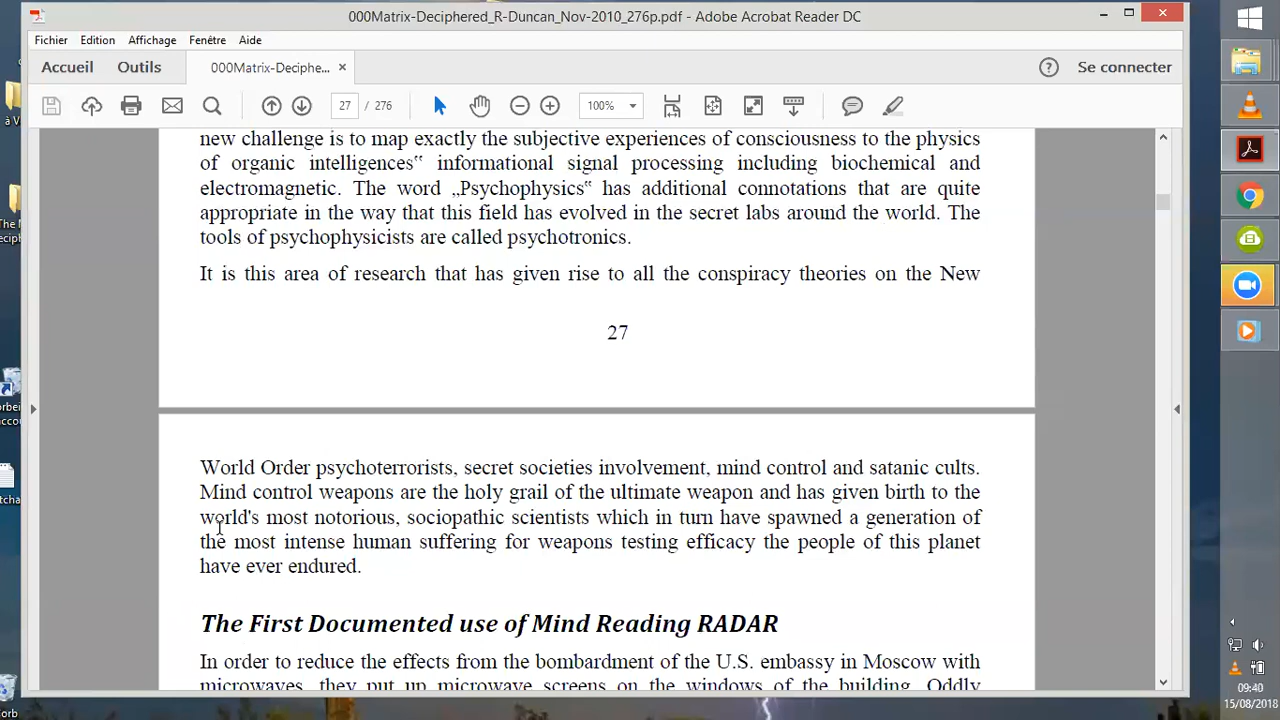 000Matrix-Deciphered_R-Duncan_Nov-2010_276p.pdf - Adobe Acrobat Reader DC
Fichier Edition Affichage Fenêtre Aide
Accueil Outils 000Matrix-Deciphe... × ? Se connecter
27 / 276 100%
new challenge is to map exactly the subjective experiences of consciousness to the physics
of organic intelligences‟ informational signal processing including biochemical and
electromagnetic. The word „Psychophysics‟ has additional connotations that are quite
appropriate in the way that this field has evolved in the secret labs around the world. The
tools of psychophysicists are called psychotronics.
It is this area of research that has given rise to all the conspiracy theories on the New
27
World Order psychoterrorists, secret societies involvement, mind control and satanic cults.
Mind control weapons are the holy grail of the ultimate weapon and has given birth to the
world's most notorious, sociopathic scientists which in turn have spawned a generation of
the most intense human suffering for weapons testing efficacy the people of this planet
have ever endured.
The First Documented use of Mind Reading RADAR
In order to reduce the effects from the bombardment of the U.S. embassy in Moscow with
microwaves, they put up microwave screens on the windows of the building. Oddly
à V
The
09:40
15/08/2018